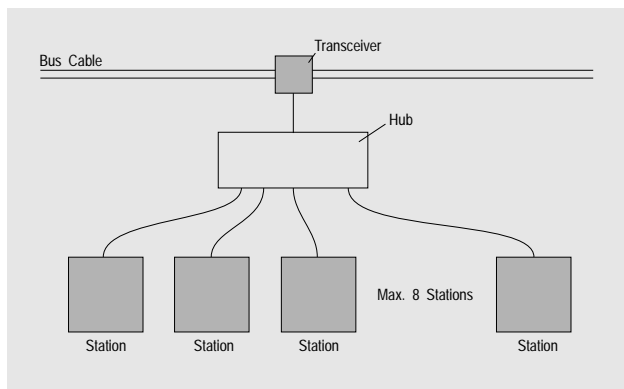 Transceiver
Bus Cable
Hub
Max. 8 Stations
Station
Station
Station
Station